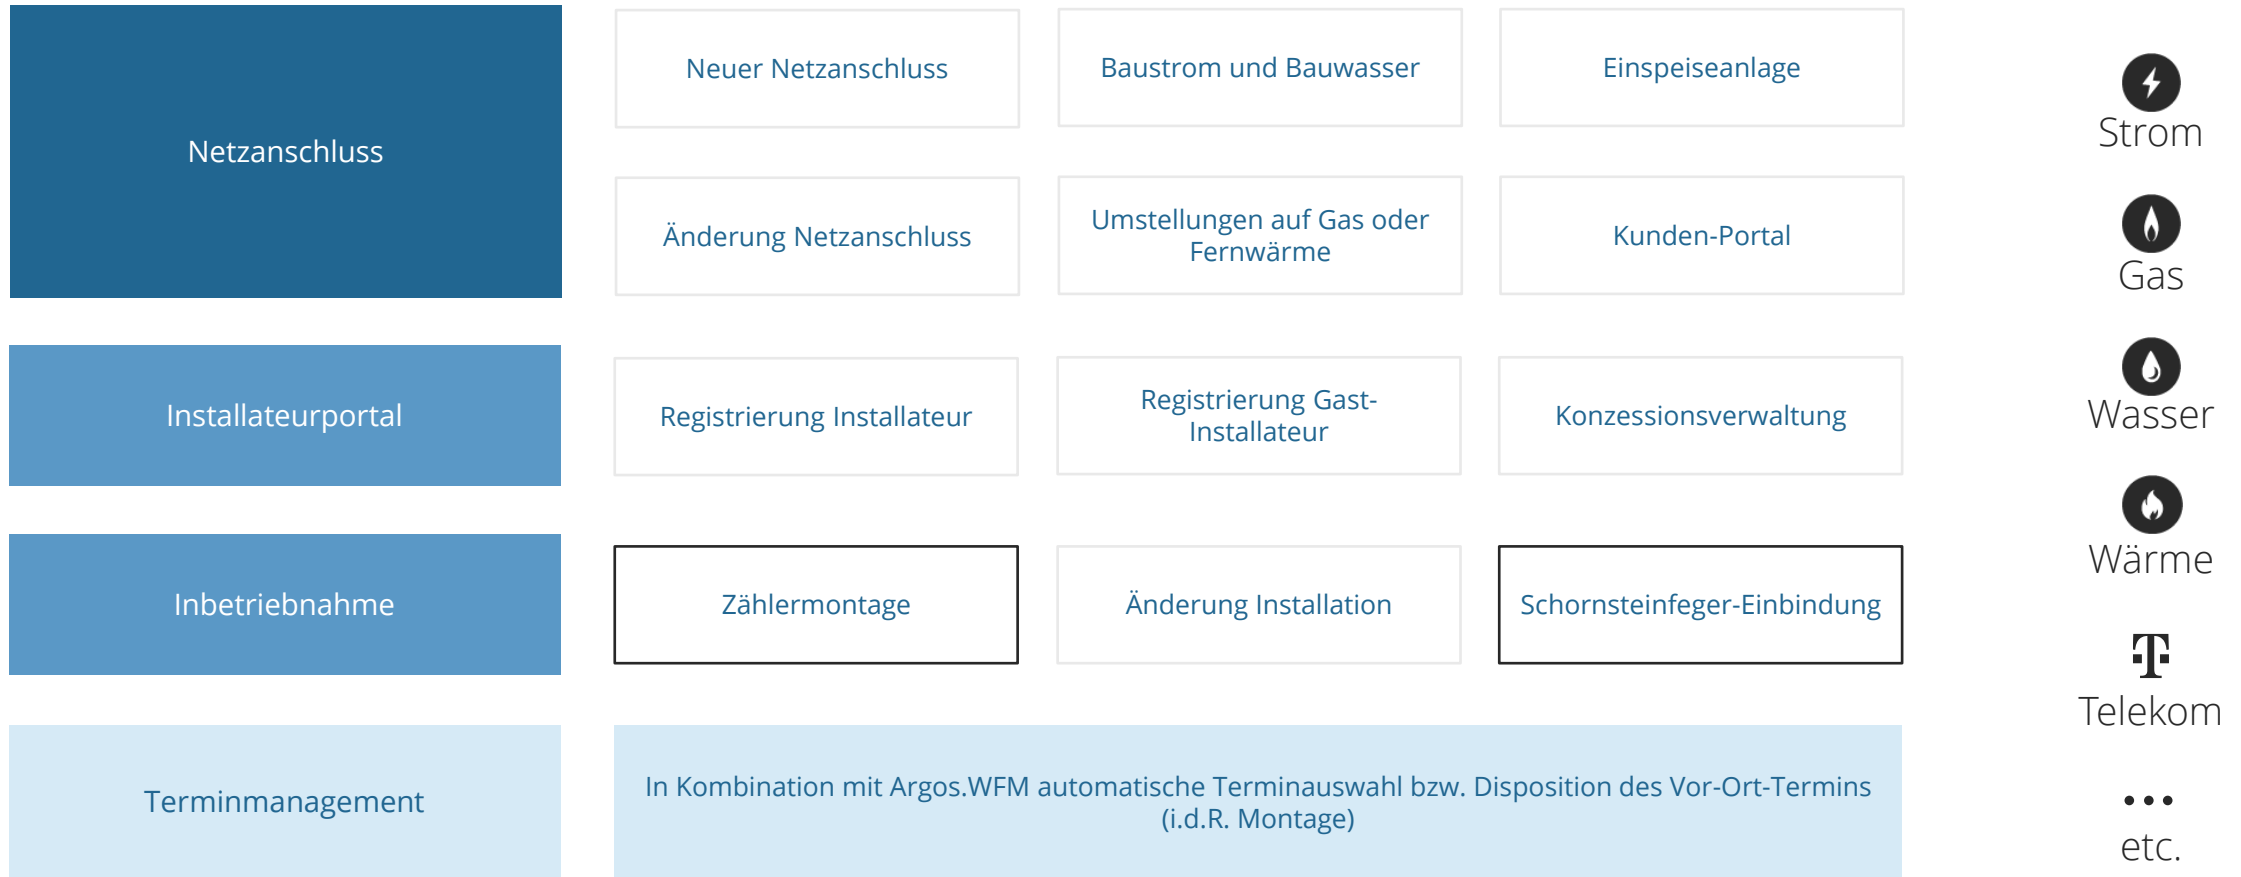 Netzanschluss
Neuer Netzanschluss
Baustrom und Bauwasser
Einspeiseanlage
Änderung Netzanschluss
Umstellungen auf Gas oder
Fernwärme
Kunden-Portal
Installateurportal
Registrierung Installateur
Registrierung Gast-
Installateur
Konzessionsverwaltung
Inbetriebnahme
Zählermontage
Änderung Installation
Schornsteinfeger-Einbindung
Terminmanagement
In Kombination mit Argos.WFM automatische Terminauswahl bzw. Disposition des Vor-Ort-Termins
(i.d.R. Montage)
Strom
Gas
Wasser
Wärme
T
Telekom
...
etc.